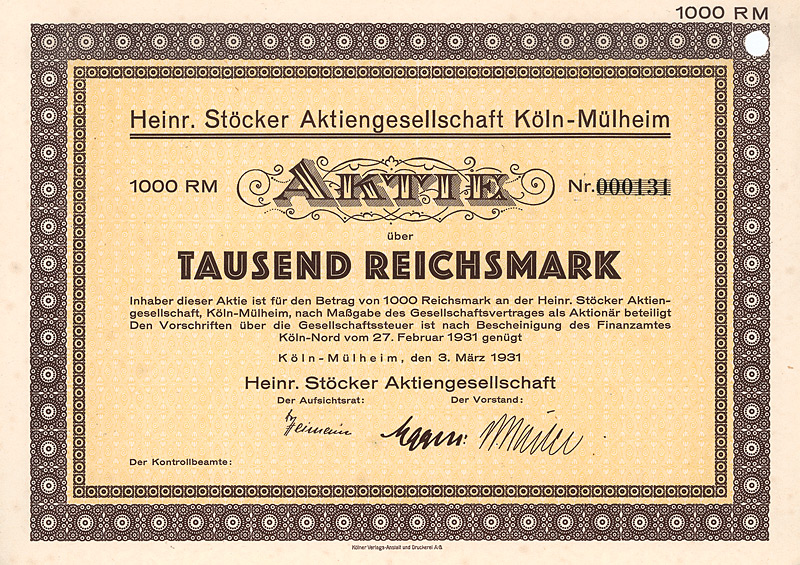 1000 RM
Heinr. Stöcker Aktiengesellschaft Köln-Mülheim
1000 RM
AKTIE
Nr. 000131
über
TAUSEND REICHSMARK
Inhaber dieser Aktie ist für den Betrag von 1000 Reichsmark an der Heinr. Stöcker Aktien-
gesellschaft, Köln-Mülheim, nach Maßgabe des Gesellschaftsvertrages als Aktionär beteiligt
Den Vorschriften über die Gesellschaftssteuer ist nach Bescheinigung des Finanzamtes
Köln-Nord vom 27. Februar 1931 genügt
Köln-Mülheim, den 3. März 1931
Heinr. Stöcker Aktiengesellschaft
Der Aufsichtsrat: Der Vorstand:
Der Kontrollbeamte:
Kölner Verlags-Anstalt und Druckerei A/G